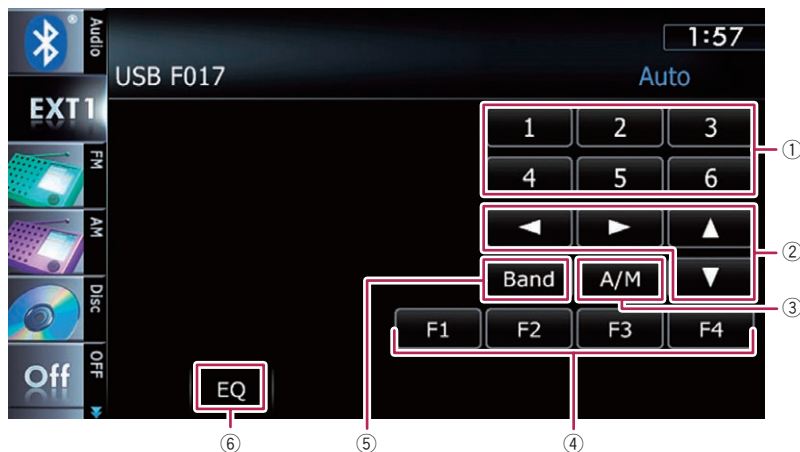 Audio
1:57
USB F017
Auto
EXT1
1 2 3
①
FM
4 5 6
AM
②
Band A/M
③
Disc
F1 F2 F3 F4
Off
OFF
EQ
⑥ ⑤ ④